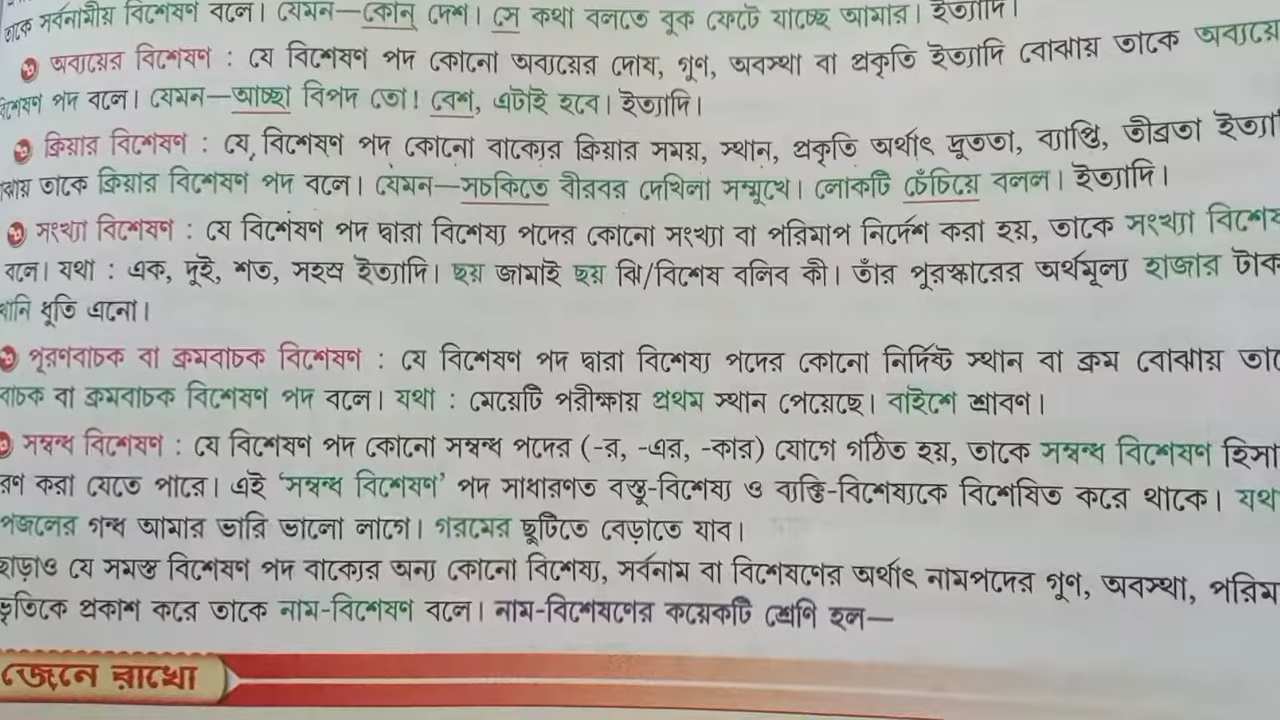 তাকে সর্বনামীয় বিশেষণ বলে। যেমন—কোন্ দেশ। সে কথা বলতে বুক ফেটে যাচ্ছে আমার। ইত্যাদি।
অব্যয়ের বিশেষণ : যে বিশেষণ পদ কোনো অব্যয়ের দোষ, গুণ, অবস্থা বা প্রকৃতি ইত্যাদি বোঝায় তাকে অব্যয়ে
বিশেষণ পদ বলে। যেমন—আচ্ছা বিপদ তো! বেশ, এটাই হবে। ইত্যাদি।
ক্রিয়ার বিশেষণ : যে বিশেষণ পদ কোনো বাক্যের ক্রিয়ার সময়, স্থান, প্রকৃতি অর্থাৎ দ্রুততা, ব্যাপ্তি, তীব্রতা ইত্যা
ঝায় তাকে ক্রিয়ার বিশেষণ পদ বলে। যেমন—সচকিতে বীরবর দেখিলা সম্মুখে। লোকটি চেঁচিয়ে বলল। ইত্যাদি।
সংখ্যা বিশেষণ : যে বিশেষণ পদ দ্বারা বিশেষ্য পদের কোনো সংখ্যা বা পরিমাপ নির্দেশ করা হয়, তাকে সংখ্যা বিশেষ
বলে। যথা : এক, দুই, শত, সহস্র ইত্যাদি। ছয় জামাই ছয় ঝি/বিশেষ বলিব কী। তাঁর পুরস্কারের অর্থমূল্য হাজার টাক
খানি ধুতি এনো।
পূরণবাচক বা ক্রমবাচক বিশেষণ : যে বিশেষণ পদ দ্বারা বিশেষ্য পদের কোনো নির্দিষ্ট স্থান বা ক্রম বোঝায় তাে
বাচক বা ক্রমবাচক বিশেষণ পদ বলে। যথা : মেয়েটি পরীক্ষায় প্রথম স্থান পেয়েছে। বাইশে শ্রাবণ।
সম্বন্ধ বিশেষণ : যে বিশেষণ পদ কোনো সম্বন্ধ পদের (-র, -এর, -কার) যোগে গঠিত হয়, তাকে সম্বন্ধ বিশেষণ হিসা
রণ করা যেতে পারে। এই ‘সম্বন্ধ বিশেষণ’ পদ সাধারণত বস্তু-বিশেষ্য ও ব্যক্তি-বিশেষ্যকে বিশেষিত করে থাকে। যথ
পজলের গন্ধ আমার ভারি ভালো লাগে। গরমের ছুটিতে বেড়াতে যাব।
ছাড়াও যে সমস্ত বিশেষণ পদ বাক্যের অন্য কোনো বিশেষ্য, সর্বনাম বা বিশেষণের অর্থাৎ নামপদের গুণ, অবস্থা, পরিম
ভৃতিকে প্রকাশ করে তাকে নাম-বিশেষণ বলে। নাম-বিশেষণের কয়েকটি শ্রেণি হল—
জেনে রাখো